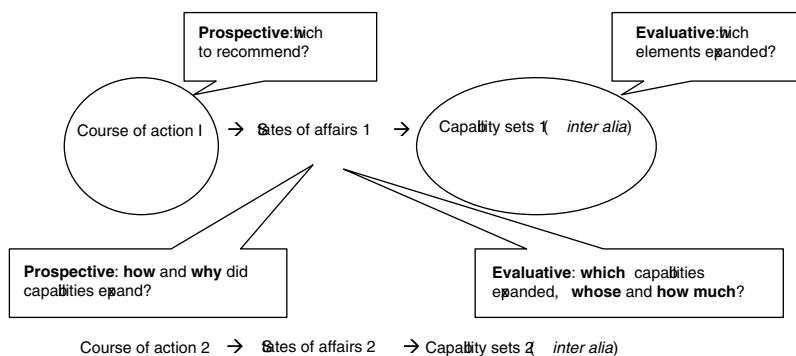 Prospective: which
to recommend?
Evaluative: which
elements expanded?
Course of action I → States of affairs 1 → Capability sets 1 ( inter alia)
Prospective: how and why did
capabilities expand?
Evaluative: which capabilities
expanded, whose and how much?
Course of action 2 → States of affairs 2 → Capability sets 2 ( inter alia)